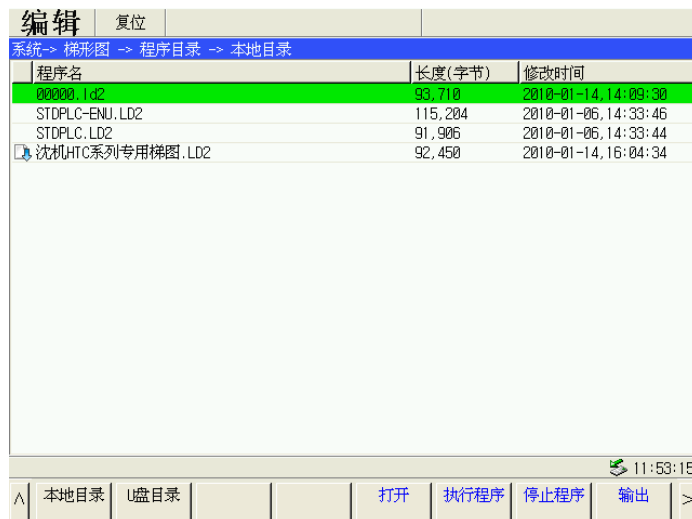 编辑 复位
系统-> 梯形图 -> 程序目录 -> 本地目录
程序名 长度(字节) 修改时间
00000.ld2 93,710 2010-01-14,14:09:30
STDPLC-ENU.LD2 115,204 2010-01-06,14:33:46
STDPLC.LD2 91,906 2010-01-06,14:33:44
沈机HTC系列专用梯图.LD2 92,450 2010-01-14,16:04:34
11:53:15
∧ 本地目录 U盘目录 打开 执行程序 停止程序 输出 >